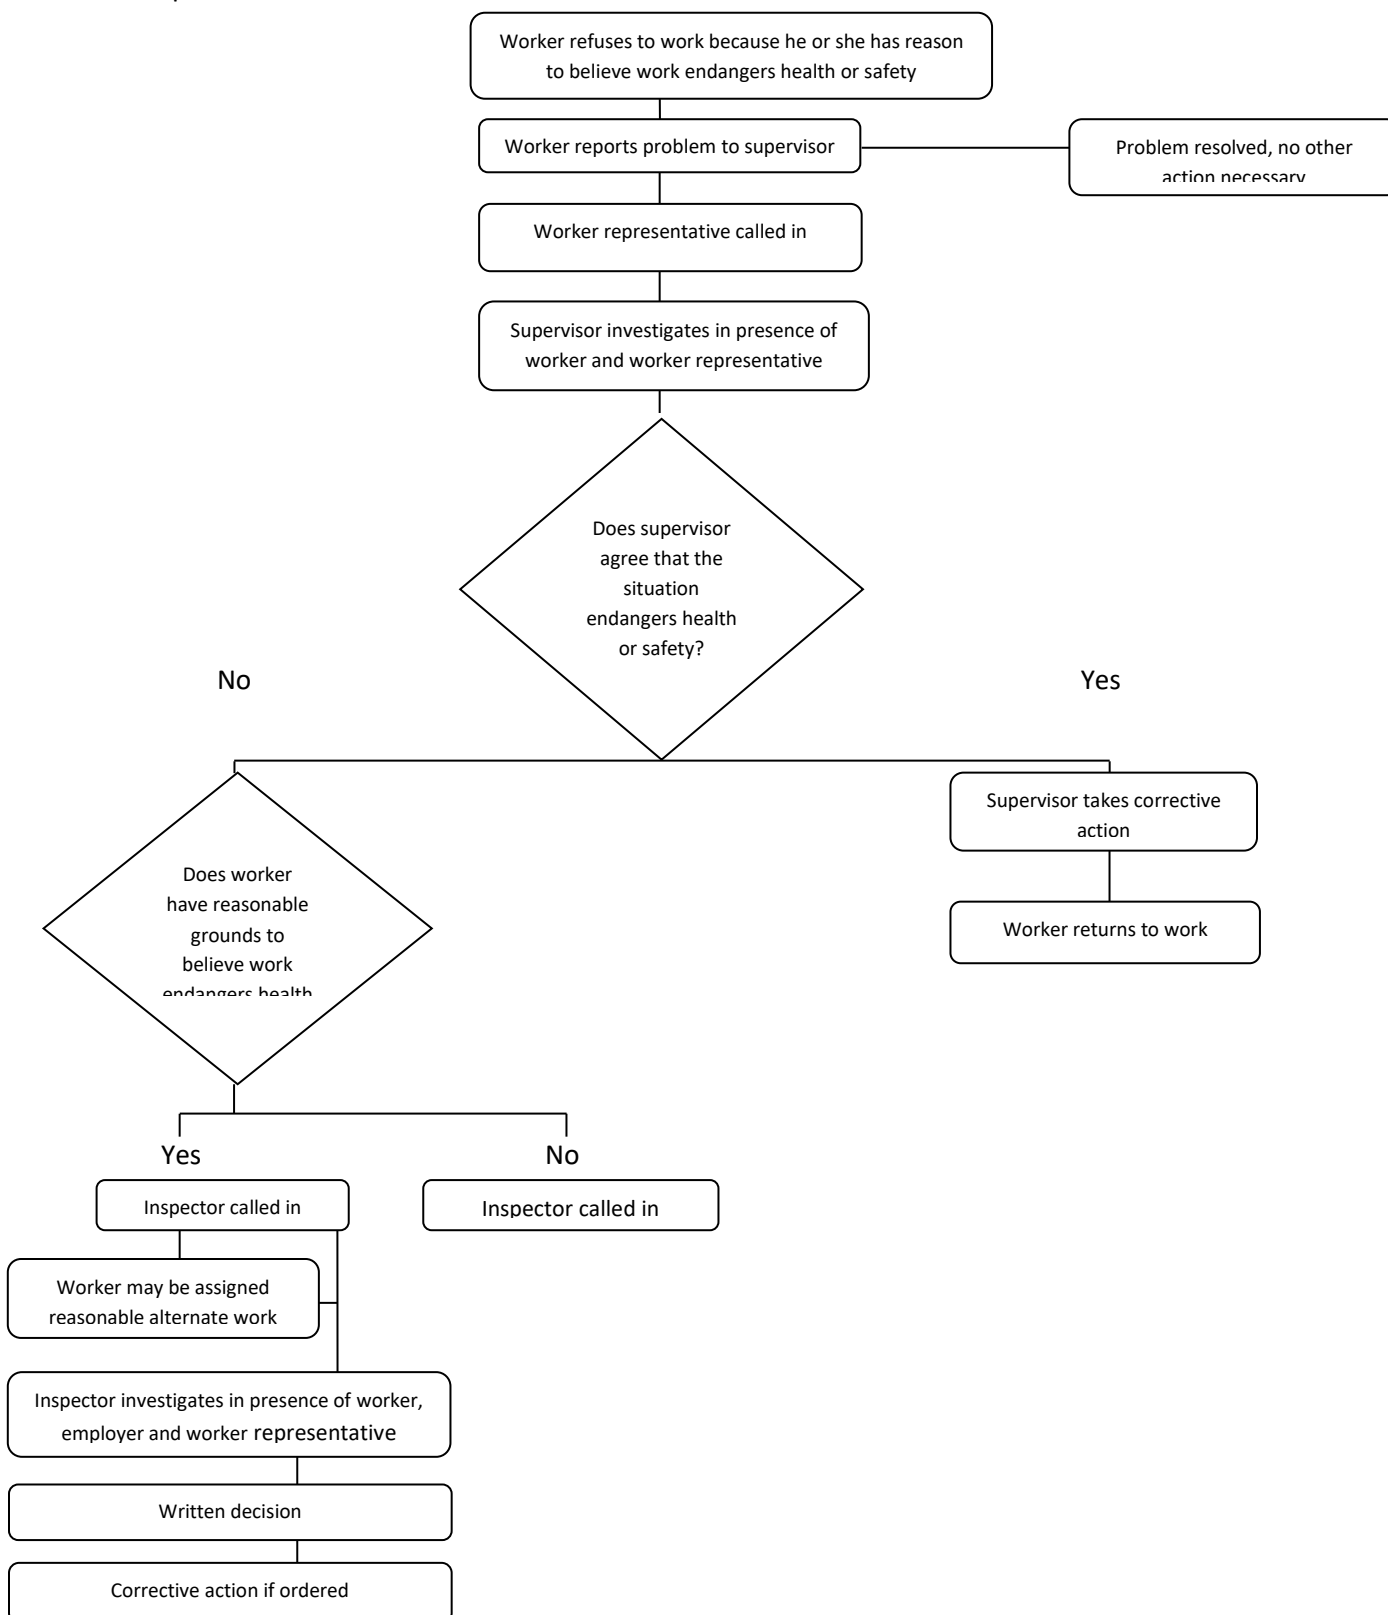 Worker refuses to work because he or she has reason
to believe work endangers health or safety
Worker reports problem to supervisor
Problem resolved, no other
action necessary
Worker representative called in
Supervisor investigates in presence of
worker and worker representative
Does supervisor
agree that the
situation
endangers health
or safety?
No
Yes
Supervisor takes corrective
action
Does worker
have reasonable
grounds to
believe work
endangers health
Worker returns to work
Yes
No
Inspector called in
Inspector called in
Worker may be assigned
reasonable alternate work
Inspector investigates in presence of worker,
employer and worker representative
Written decision
Corrective action if ordered